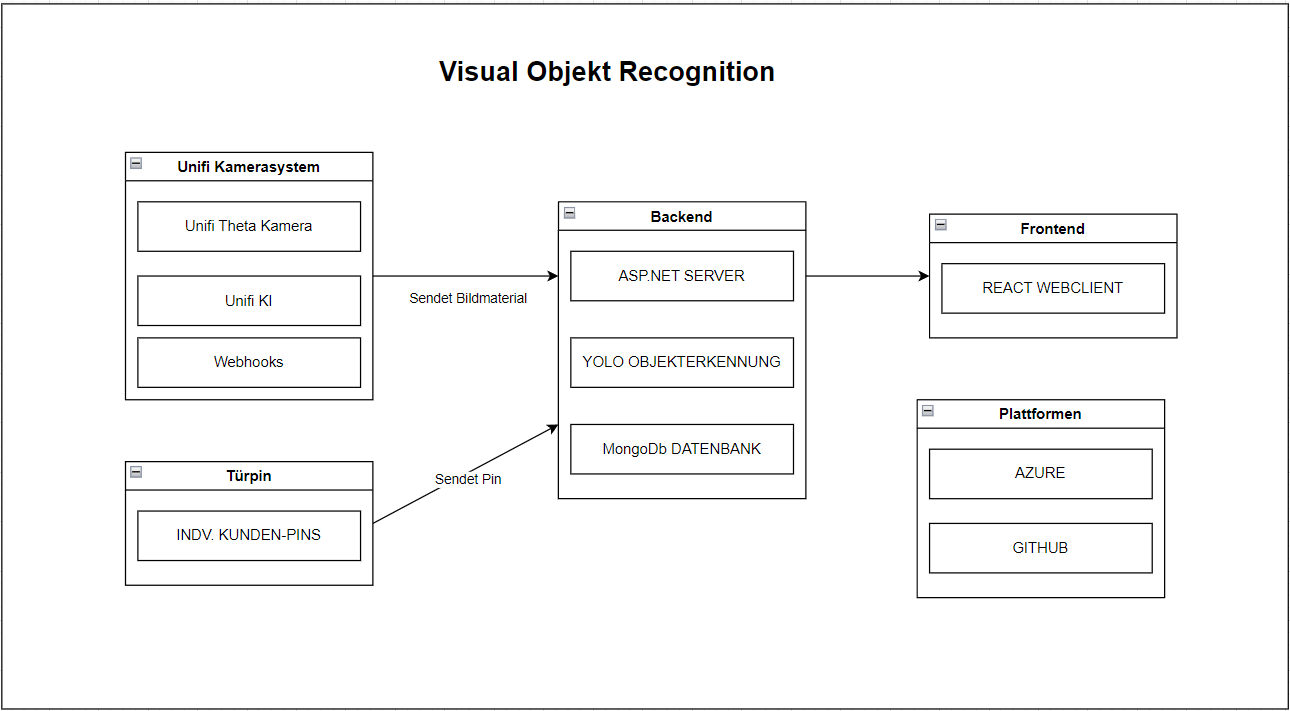 Visual Objekt Recognition
Unifi Kamerasystem
Unifi Theta Kamera
Unifi KI
Webhooks
Sendet Bildmaterial
Türpin
INDV. KUNDEN-PINS
Sendet Pin
Backend
ASP.NET SERVER
YOLO OBJEKTERKENNUNG
MongoDb DATENBANK
Frontend
REACT WEBCLIENT
Plattformen
AZURE
GITHUB